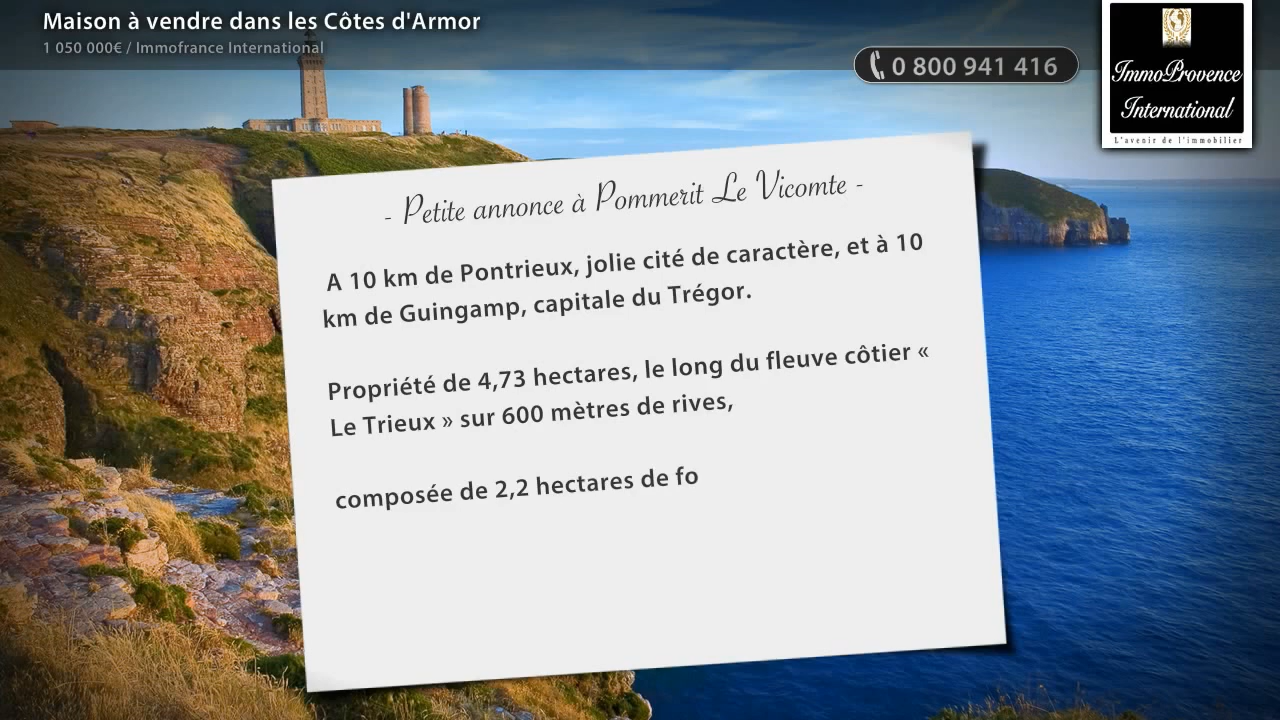 Maison à vendre dans les Côtes d'Armor
1 050 000€ / Immofrance International
0 800 941 416
ImmoProvence
International
L'avenir de l'immobilier
- Petite annonce à Pommerit Le Vicomte -
A 10 km de Pontrieux, jolie cité de caractère, et à 10
km de Guingamp, capitale du Trégor.
Propriété de 4,73 hectares, le long du fleuve côtier «
Le Trieux » sur 600 mètres de rives,
composée de 2,2 hectares de fo